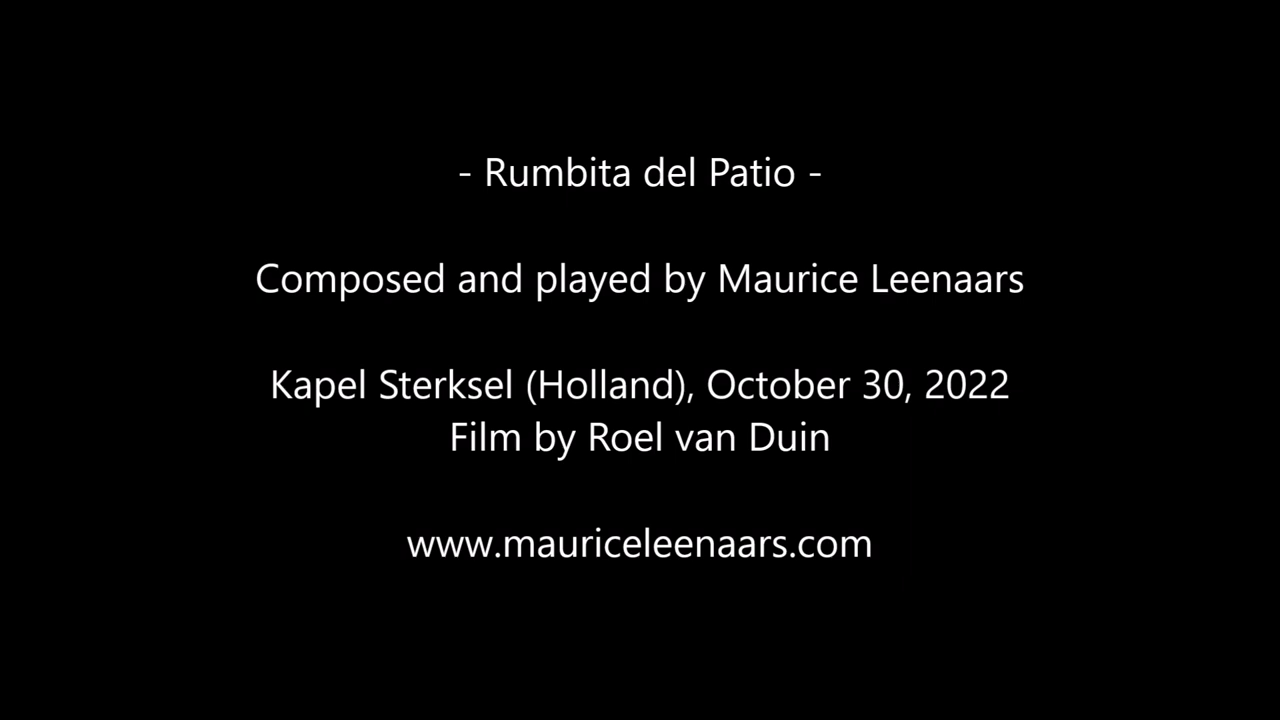 - Rumbita del Patio -
Composed and played by Maurice Leenaars
Kapel Sterksel (Holland), October 30, 2022
Film by Roel van Duin
www.mauriceleenaars.com